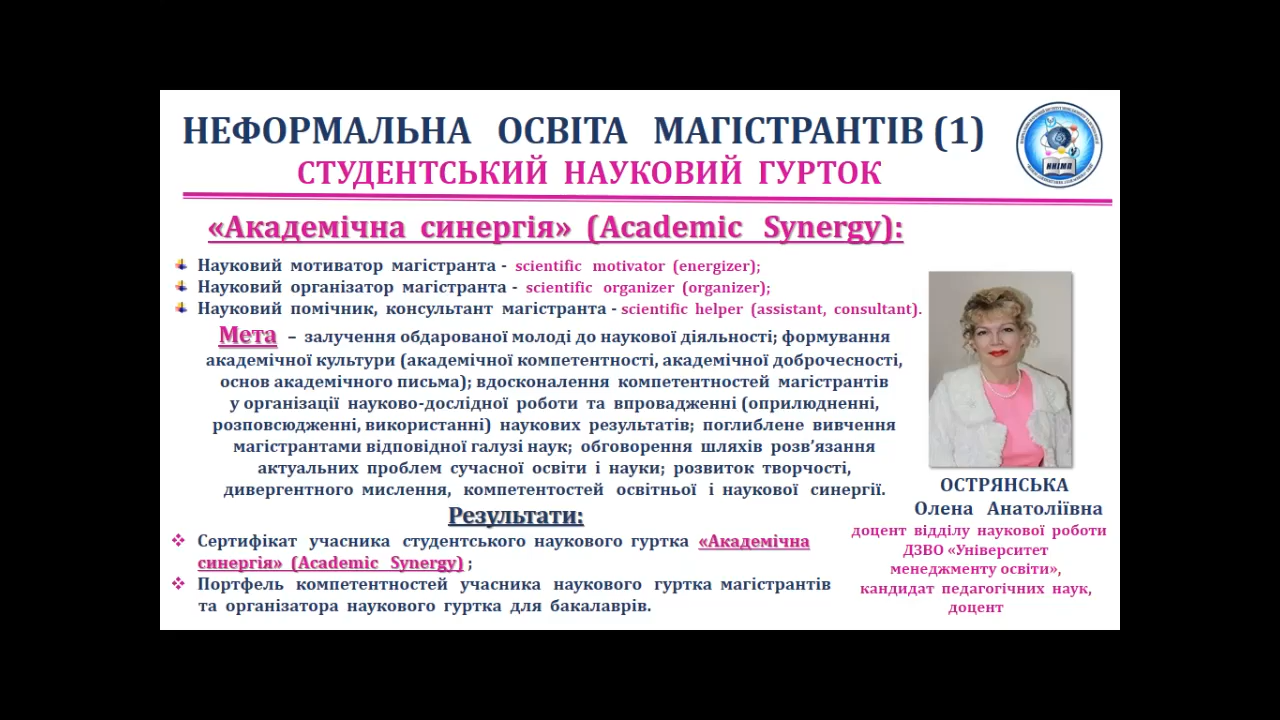 НЕФОРМАЛЬНА ОСВІТА МАГІСТРАНТІВ (1)
СТУДЕНТСЬКИЙ НАУКОВИЙ ГУРТОК
ННІМП
«Академічна синергія» (Academic Synergy):
Науковий мотиватор магістранта - scientific motivator (energizer);
Науковий організатор магістранта - scientific organizer (organizer);
Науковий помічник, консультант магістранта - scientific helper (assistant, consultant).
Мета – залучення обдарованої молоді до наукової діяльності; формування
академічної культури (академічної компетентності, академічної доброчесності,
основ академічного письма); вдосконалення компетентностей магістрантів
у організації науково-дослідної роботи та впровадженні (оприлюдненні,
розповсюдженні, використанні) наукових результатів; поглиблене вивчення
магістрантами відповідної галузі наук; обговорення шляхів розв’язання
актуальних проблем сучасної освіти і науки; розвиток творчості,
дивергентного мислення, компетентостей освітньої і наукової синергії.
Результати:
Сертифікат учасника студентського наукового гуртка «Академічна
синергія» (Academic Synergy) ;
Портфель компетентностей учасника наукового гуртка магістрантів
та організатора наукового гуртка для бакалаврів.
ОСТРЯНСЬКА
Олена Анатоліївна
доцент відділу наукової роботи
ДЗВО «Університет
менеджменту освіти»,
кандидат педагогічних наук,
доцент